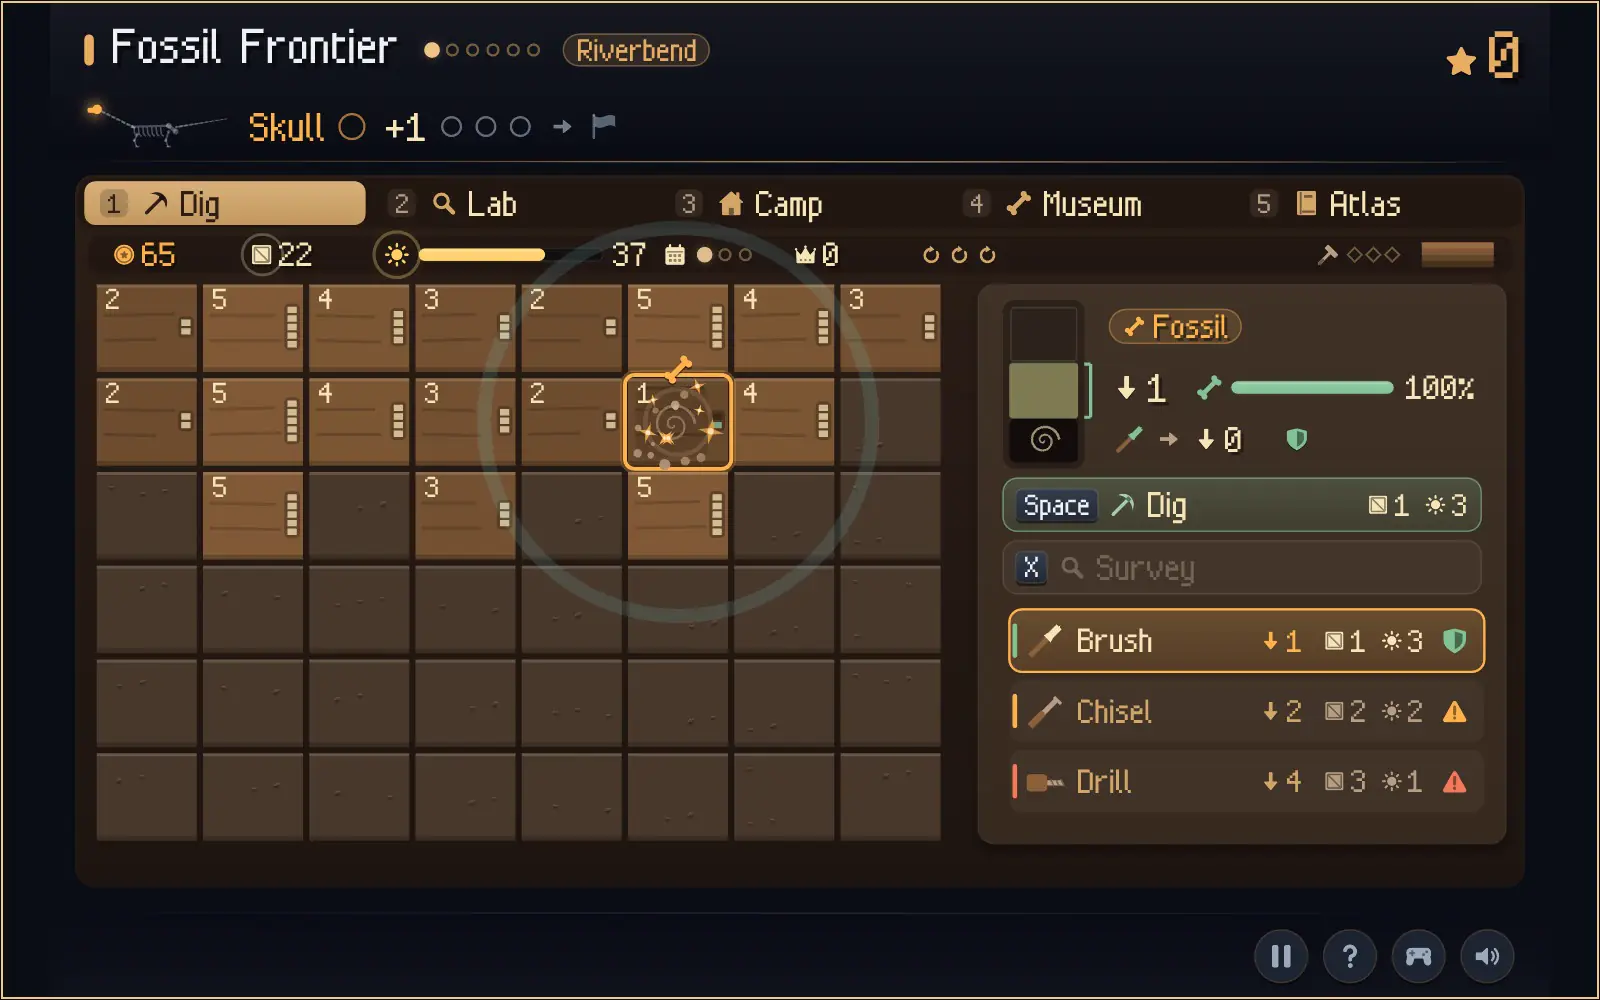 Fossil Frontier Riverbend 0
Skull +1
1 Dig 2 Lab 3 Camp 4 Museum 5 Atlas
65 22 37 0
2 5 4 3 2 5 4 3
2 5 4 3 2 1 4
5 3 5
Fossil
1 100%
0
Space Dig 1 3
X Survey
Brush 1 1 3
Chisel 2 2 2
Drill 4 3 1
?